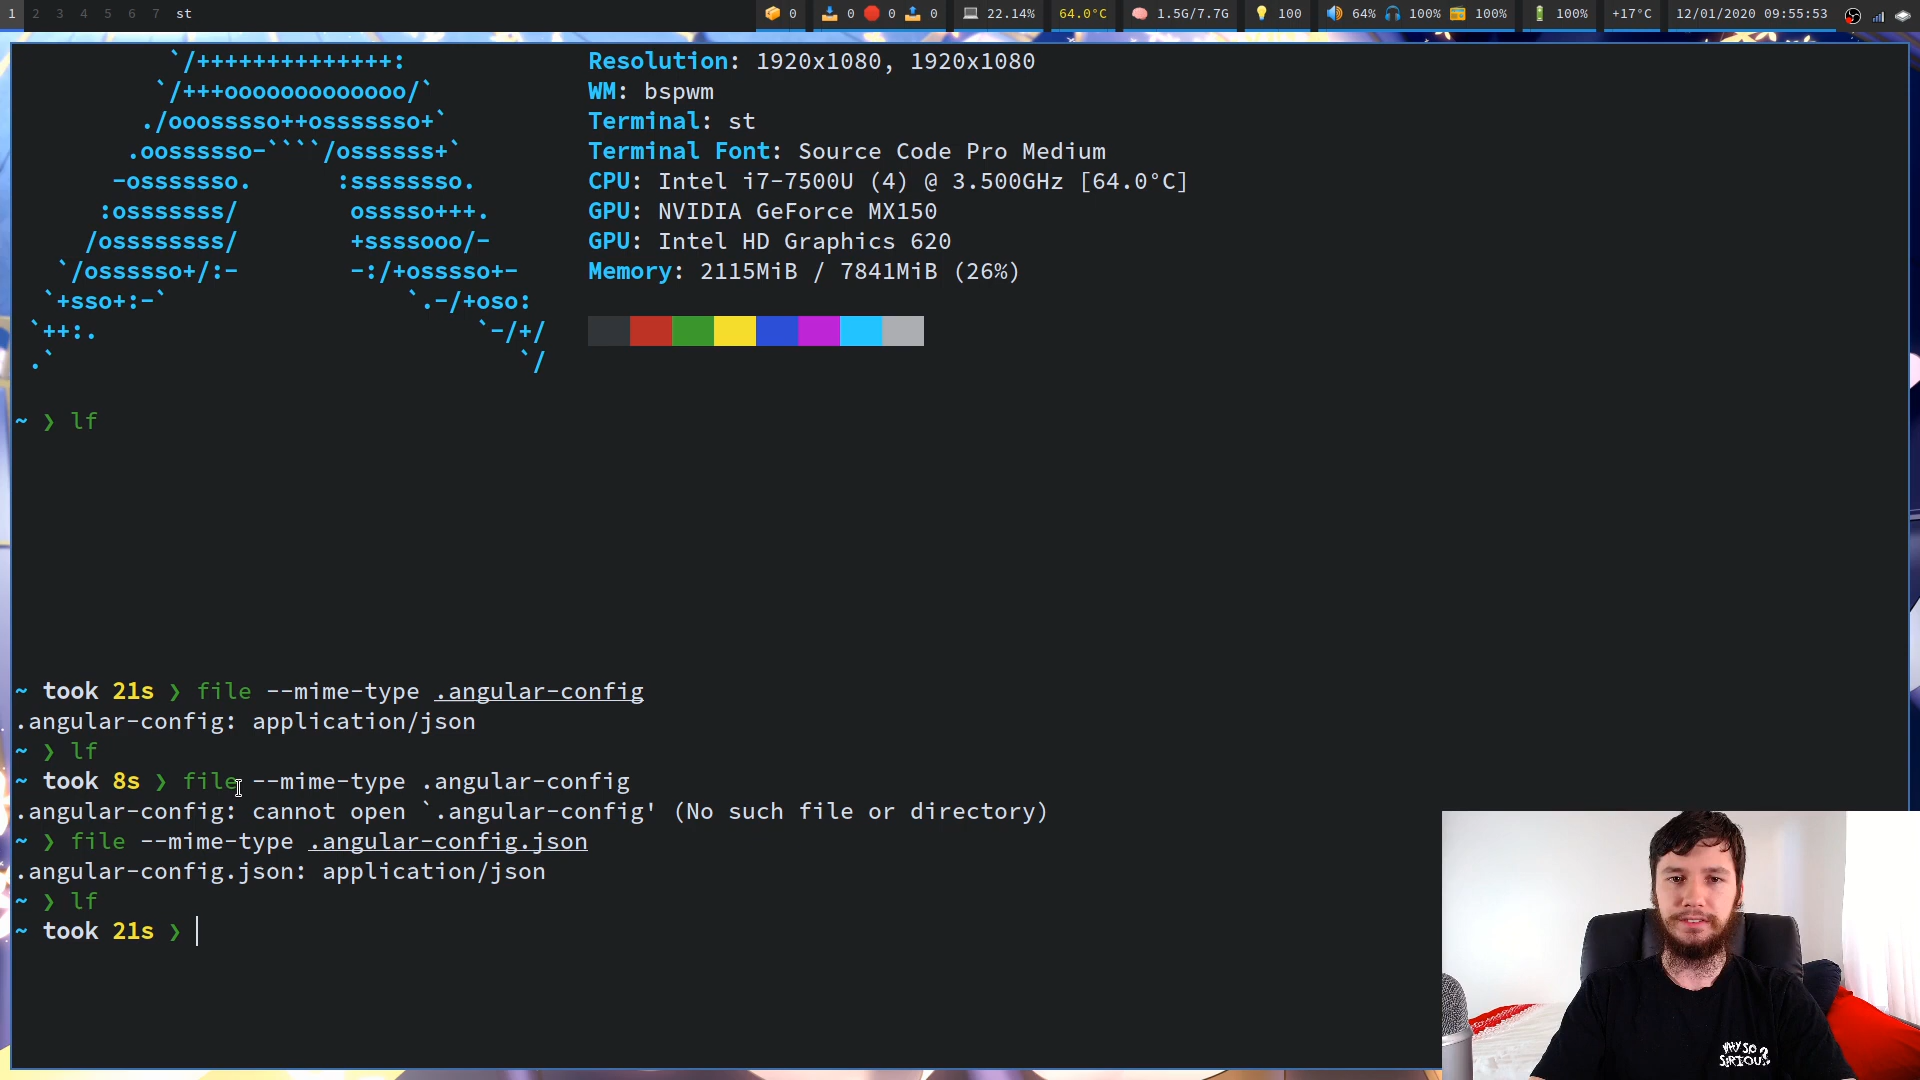 1 2 3 4 5 6 7 st 0 0 0 0 22.14% 64.0°C 1.5G/7.7G 100 64% 100% 100% 100% +17°C 12/01/2020 09:55:53
`/++++++++++++++: Resolution: 1920x1080, 1920x1080
`/+++ooooooooooooo/` WM: bspwm
./ooosssso++osssssso+` Terminal: st
.oossssso-````/ossssss+` Terminal Font: Source Code Pro Medium
-osssssso. :ssssssso. CPU: Intel i7-7500U (4) @ 3.500GHz [64.0°C]
:osssssss/ osssso+++. GPU: NVIDIA GeForce MX150
/ossssssss/ +ssssooo/- GPU: Intel HD Graphics 620
`/ossssso+/:- -:/+osssso+- Memory: 2115MiB / 7841MiB (26%)
`+sso+:-` `.-/+oso:
`++:. `-/+/
.` `/
~ ❯ lf
~ took 21s ❯ file --mime-type .angular-config
.angular-config: application/json
~ ❯ lf
~ took 8s ❯ file --mime-type .angular-config
.angular-config: cannot open `.angular-config' (No such file or directory)
~ ❯ file --mime-type .angular-config.json
.angular-config.json: application/json
~ ❯ lf
~ took 21s ❯
WHY SO
SERIOUS?